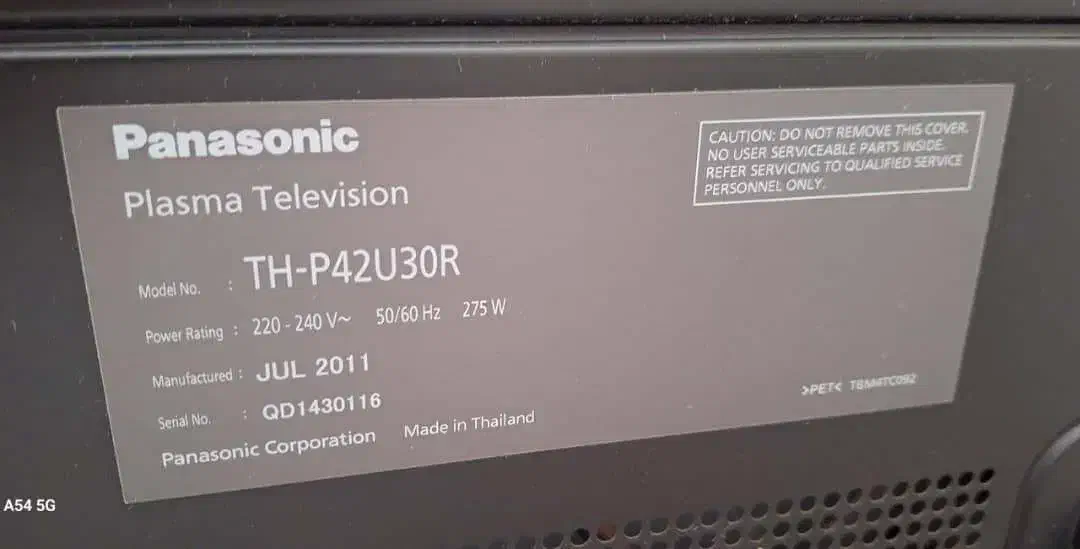 Panasonic
CAUTION: DO NOT REMOVE THIS COVER.
NO USER SERVICEABLE PARTS INSIDE.
REFER SERVICING TO QUALIFIED SERVICE
PERSONNEL ONLY.
Plasma Television
Model No. : TH-P42U30R
Power Rating : 220 - 240 V~ 50/60 Hz 275 W
Manufactured : JUL 2011
Serial No. : QD1430116
>PET< TBM4TC092
Panasonic Corporation Made in Thailand
A54 5G